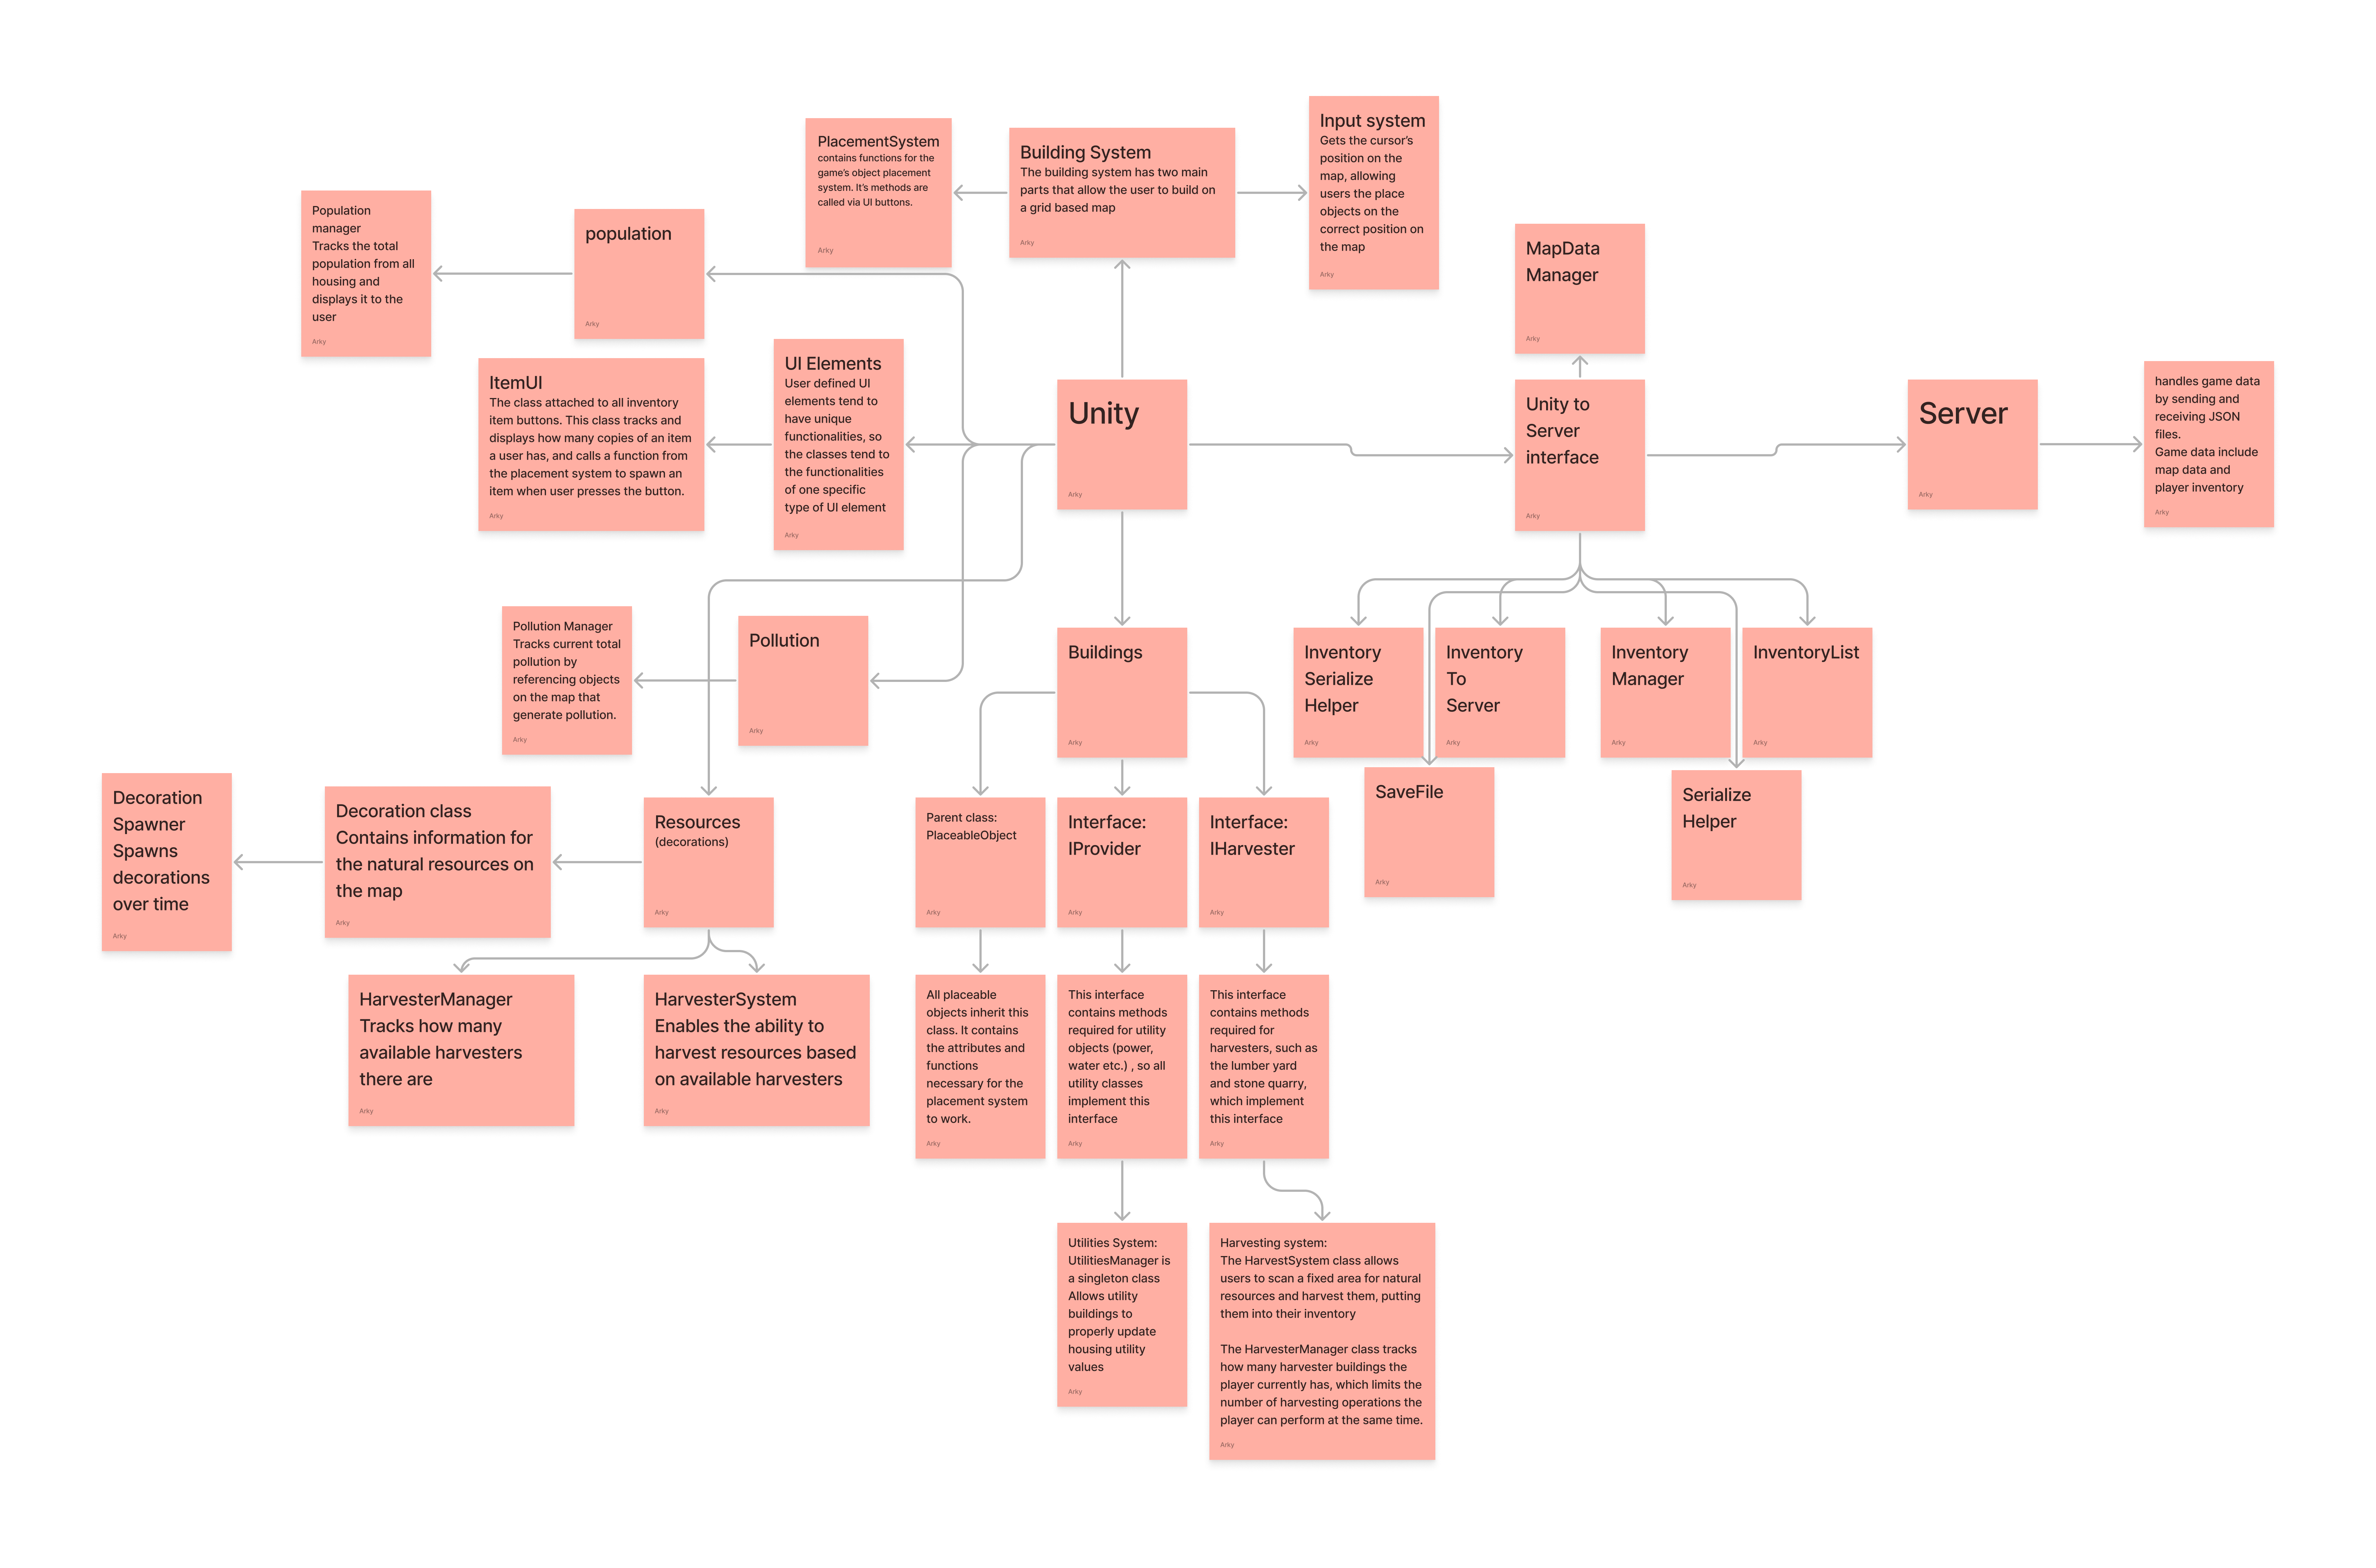 PlacementSystem
contains functions for the
game's object placement
system. It's methods are
called via UI buttons.
Arky
Building System
The building system has two main
parts that allow the user to build on
a grid based map
Arky
Input system
Gets the cursor's
position on the
map, allowing
users the place
objects on the
correct position on
the map
Arky
Population
manager
Tracks the total
population from all
housing and
displays it to the
user
Arky
population
Arky
MapData
Manager
Arky
ItemUI
The class attached to all inventory
item buttons. This class tracks and
displays how many copies of an item
a user has, and calls a function from
the placement system to spawn an
item when user presses the button.
Arky
UI Elements
User defined UI
elements tend to
have unique
functionalities, so
the classes tend to
the functionalities
of one specific
type of UI element
Arky
Unity
Arky
Unity to
Server
interface
Arky
Server
Arky
handles game data
by sending and
receiving JSON
files.
Game data include
map data and
player inventory
Arky
Pollution Manager
Tracks current total
pollution by
referencing objects
on the map that
generate pollution.
Arky
Pollution
Arky
Buildings
Arky
Inventory
Serialize
Helper
Arky
Inventory
To
Server
Arky
Inventory
Manager
Arky
InventoryList
Arky
SaveFile
Arky
Serialize
Helper
Arky
Decoration
Spawner
Spawns
decorations
over time
Arky
Decoration class
Contains information for
the natural resources on
the map
Arky
Resources
(decorations)
Arky
Parent class:
PlaceableObject
Arky
Interface:
IProvider
Arky
Interface:
IHarvester
Arky
HarvesterManager
Tracks how many
available harvesters
there are
Arky
HarvesterSystem
Enables the ability to
harvest resources based
on available harvesters
Arky
All placeable
objects inherit this
class. It contains
the attributes and
functions
necessary for the
placement system
to work.
Arky
This interface
contains methods
required for utility
objects (power,
water etc.) , so all
utility classes
implement this
interface
Arky
This interface
contains methods
required for
harvesters, such as
the lumber yard
and stone quarry,
which implement
this interface
Arky
Utilities System:
UtilitiesManager is
a singleton class
Allows utility
buildings to
properly update
housing utility
values
Arky
Harvesting system:
The HarvestSystem class allows
users to scan a fixed area for natural
resources and harvest them, putting
them into their inventory
The HarvesterManager class tracks
how many harvester buildings the
player currently has, which limits the
number of harvesting operations the
player can perform at the same time.
Arky